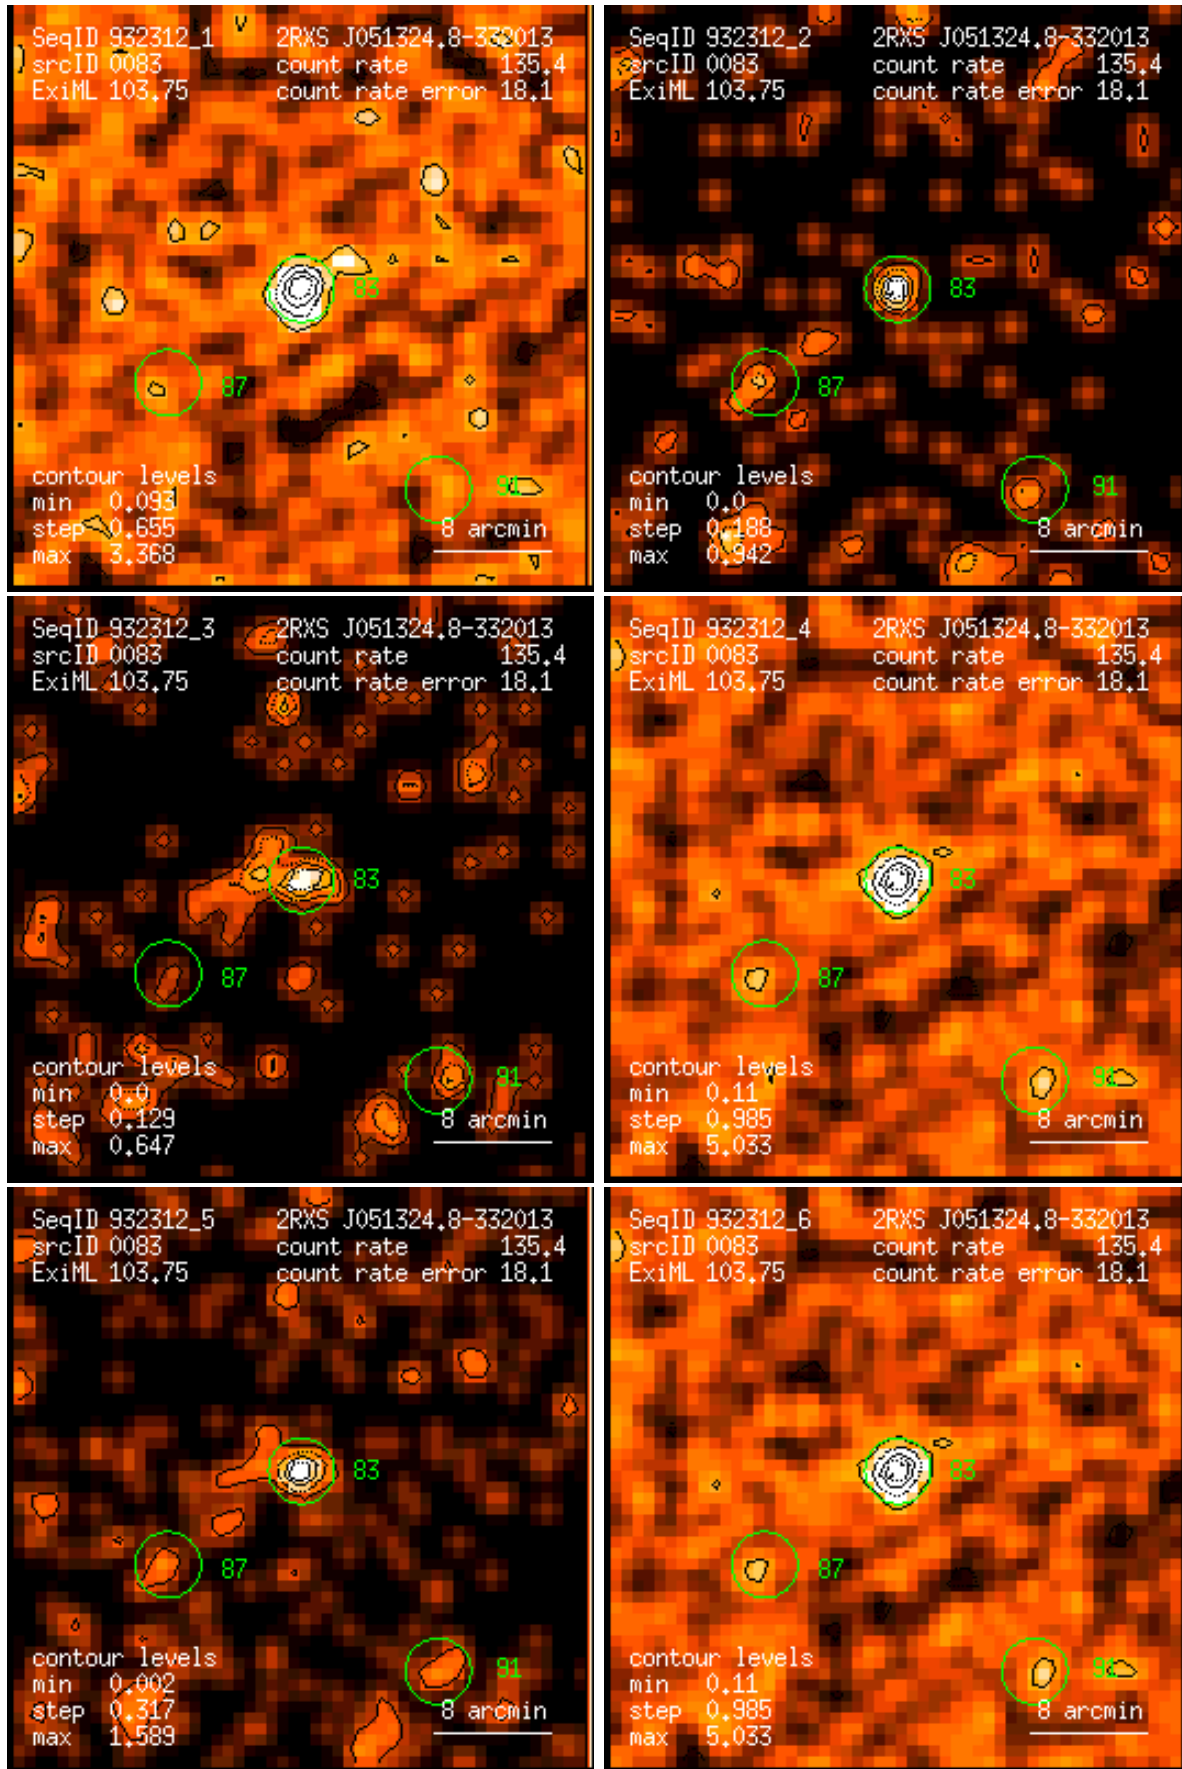 SeqID 932312_1 2RXS J051324.8-332013
srcID 0083 count rate 135.4
ExiML 103.75 count rate error 18.1
83
87
contour levels
min 0.093 91
step 0.655 8 arcmin
max 3.368
SeqID 932312_2 2RXS J051324.8-332013
srcID 0083 count rate 135.4
ExiML 103.75 count rate error 18.1
83
87
contour levels
min 0.0 91
step 0.188 8 arcmin
max 0.942
SeqID 932312_3 2RXS J051324.8-332013
srcID 0083 count rate 135.4
ExiML 103.75 count rate error 18.1
83
87
contour levels
min 0.0 91
step 0.129 8 arcmin
max 0.647
SeqID 932312_4 2RXS J051324.8-332013
srcID 0083 count rate 135.4
ExiML 103.75 count rate error 18.1
83
87
contour levels
min 0.11 91
step 0.985 8 arcmin
max 5.033
SeqID 932312_5 2RXS J051324.8-332013
srcID 0083 count rate 135.4
ExiML 103.75 count rate error 18.1
83
87
contour levels
min 0.002 91
step 0.317 8 arcmin
max 1.589
SeqID 932312_6 2RXS J051324.8-332013
srcID 0083 count rate 135.4
ExiML 103.75 count rate error 18.1
83
87
contour levels
min 0.11 91
step 0.985 8 arcmin
max 5.033